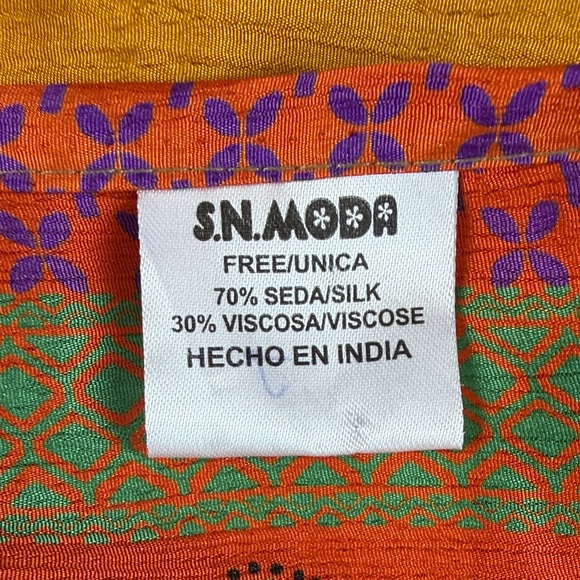 S.N.MODA
FREE/UNICA
70% SEDA/SILK
30% VISCOSA/VISCOSE
HECHO EN INDIA